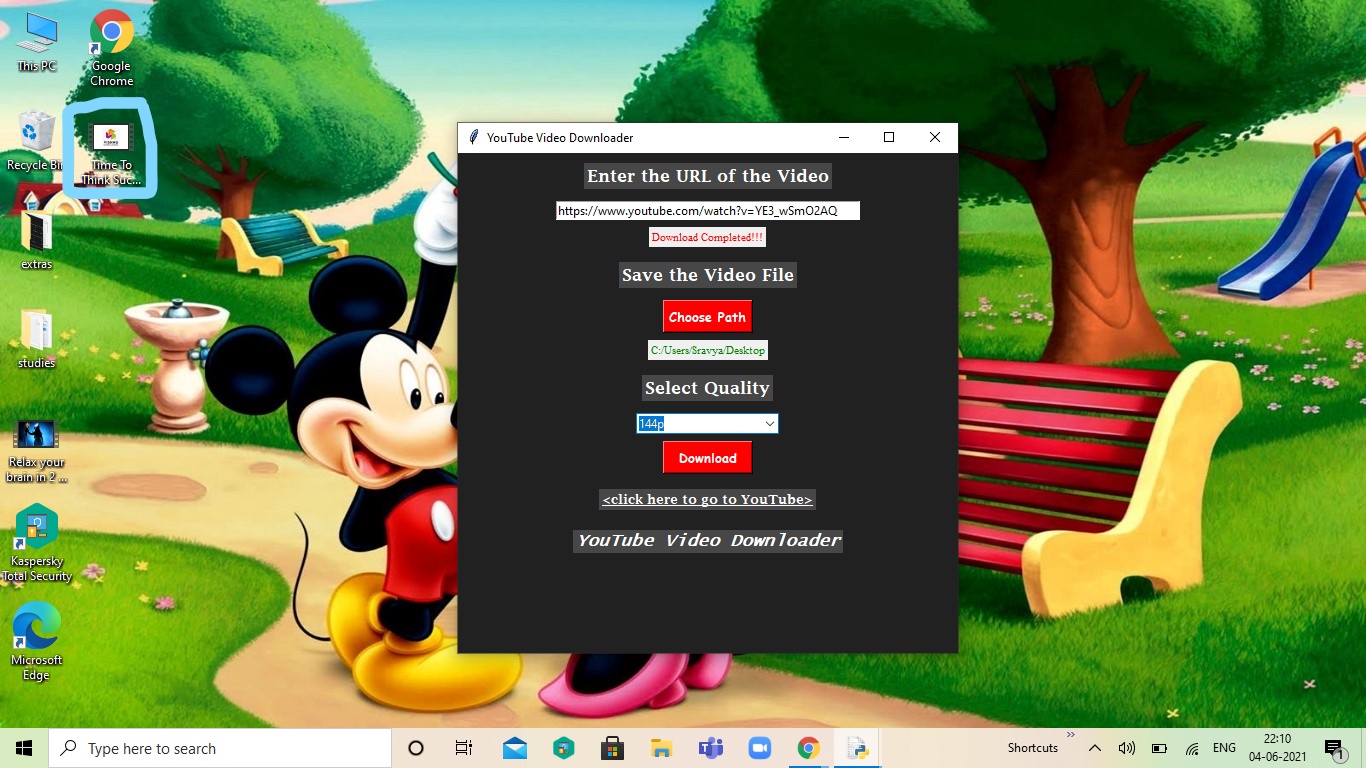 This PC
Google
Chrome
Recycle Bi
Time To
Think Suc...
extras
studies
Relax your
brain in 2 ...
Kaspersky
Total Security
Microsoft
Edge
YouTube Video Downloader
Enter the URL of the Video
https://www.youtube.com/watch?v=YE3_wSmO2AQ
Download Completed!!!
Save the Video File
Choose Path
C:/Users/Sravya/Desktop
Select Quality
144p
Download
<click here to go to YouTube>
YouTube Video Downloader
Type here to search
Shortcuts
ENG
22:10
04-06-2021
1